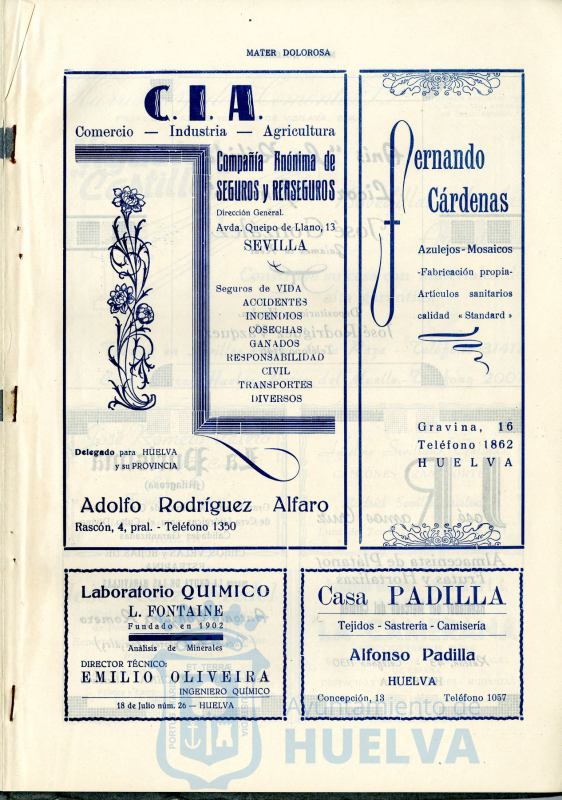 MATER DOLOROSA
C. I. A.
Comercio — Industria — Agricultura
Compañía Anónima de
SEGUROS y REASEGUROS
Dirección General.
Avda. Queipo de Llano, 13
SEVILLA
Seguros de VIDA
ACCIDENTES
INCENDIOS
COSECHAS
GANADOS
RESPONSABILIDAD
CIVIL
TRANSPORTES
DIVERSOS
Delegado para HUELVA
y su PROVINCIA
Adolfo Rodríguez Alfaro
Rascón, 4, pral. - Teléfono 1350
Fernando
Cárdenas
Azulejos - Mosaicos
-Fabricación propia-
Artículos sanitarios
calidad « Standard »
Gravina, 16
Teléfono 1862
HUELVA
Laboratorio QUIMICO
L. FONTAINE
Fundado en 1902
Análisis de Minerales
DIRECTOR TÉCNICO:
EMILIO OLIVEIRA
INGENIERO QUÍMICO
18 de Julio núm. 26 — HUELVA
Casa PADILLA
Tejidos - Sastrería - Camisería
Alfonso Padilla
HUELVA
Concepción, 13 Teléfono 1057
Ayuntamiento de
HUELVA